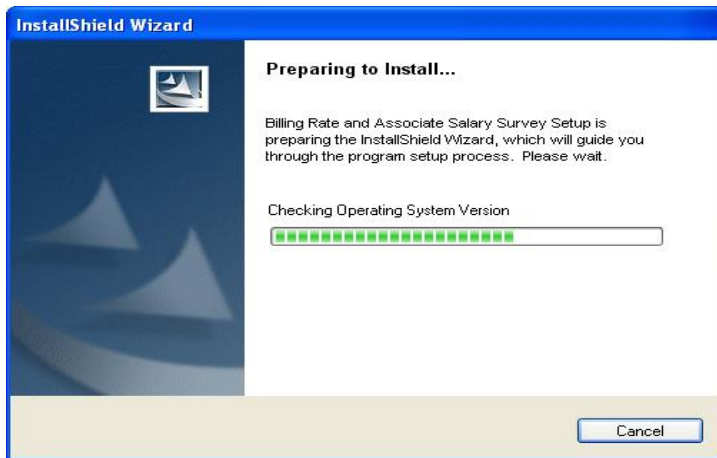 InstallShield Wizard
Preparing to Install...
Billing Rate and Associate Salary Survey Setup is
preparing the InstallShield Wizard, which will guide you
through the program setup process. Please wait.
Checking Operating System Version
Cancel